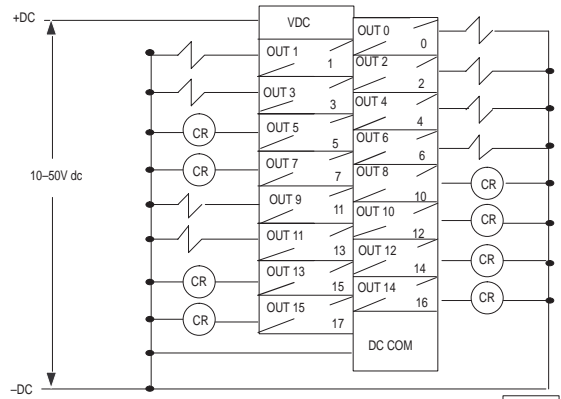 +DC
VDC
OUT 0
0
OUT 1
1
OUT 2
2
OUT 3
3
OUT 4
4
CR
OUT 5
5
OUT 6
6
CR
OUT 7
7
OUT 8
10
CR
10–50V dc
OUT 9
11
OUT 10
12
CR
OUT 11
13
OUT 12
14
CR
CR
OUT 13
15
OUT 14
16
CR
CR
OUT 15
17
DC COM
–DC